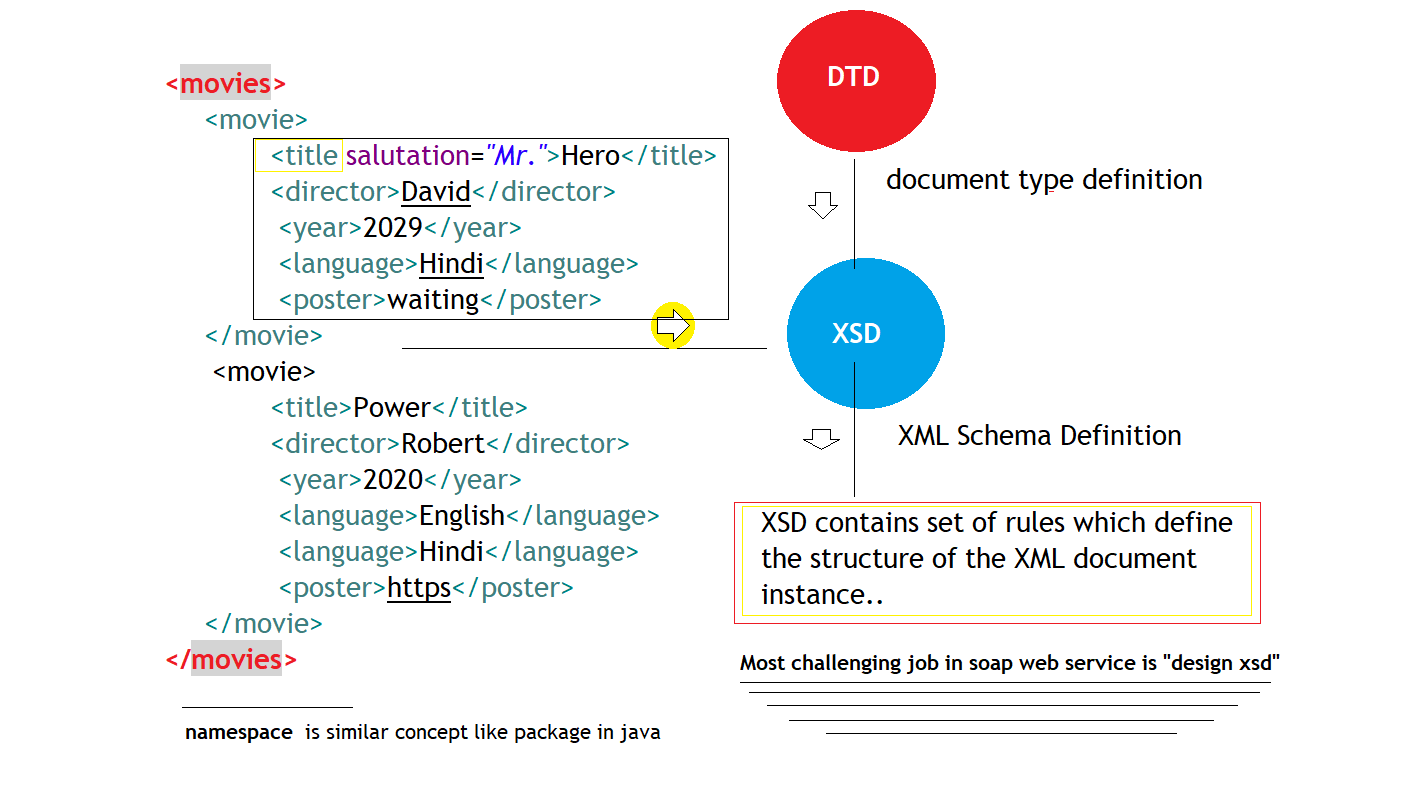 <movies>
<movie>
<title salutation="Mr.">Hero</title>
<director>David</director>
<year>2029</year>
<language>Hindi</language>
<poster>waiting</poster>
</movie>
<movie>
<title>Power</title>
<director>Robert</director>
<year>2020</year>
<language>English</language>
<language>Hindi</language>
<poster>https</poster>
</movie>
</movies>
namespace is similar concept like package in java
DTD
document type definition
XSD
XML Schema Definition
XSD contains set of rules which define
the structure of the XML document
instance..
Most challenging job in soap web service is "design xsd"